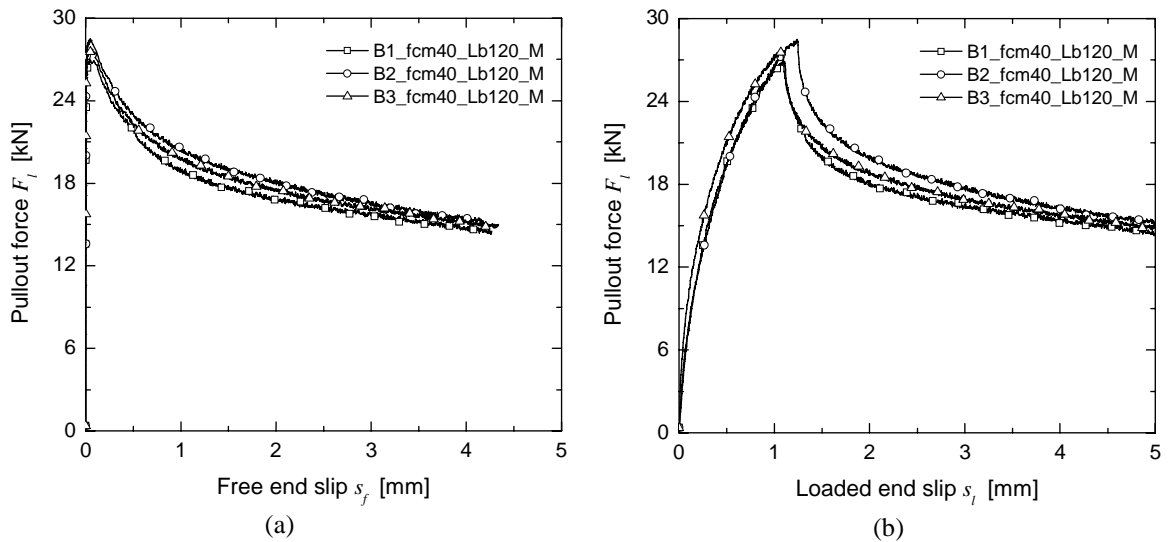 30
24
18
12
6
0
Pullout force F_l [kN]
B1_fcm40_Lb120_M
B2_fcm40_Lb120_M
B3_fcm40_Lb120_M
0 1 2 3 4 5
Free end slip s_f [mm]
(a)
30
24
18
12
6
0
Pullout force F_l [kN]
B1_fcm40_Lb120_M
B2_fcm40_Lb120_M
B3_fcm40_Lb120_M
0 1 2 3 4 5
Loaded end slip s_l [mm]
(b)